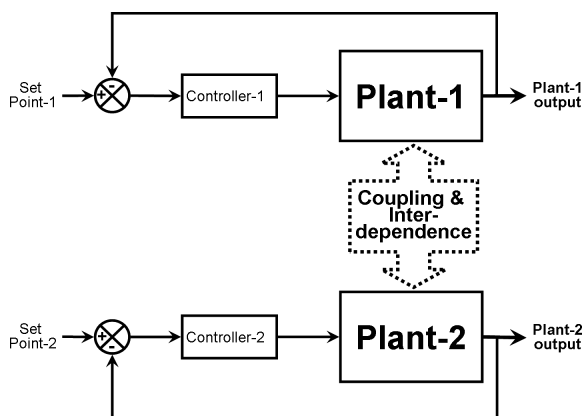 Set
Point-1
+
-
Controller-1
Plant-1
Plant-1
output
Coupling &
Inter-
dependence
Set
Point-2
+
-
Controller-2
Plant-2
Plant-2
output